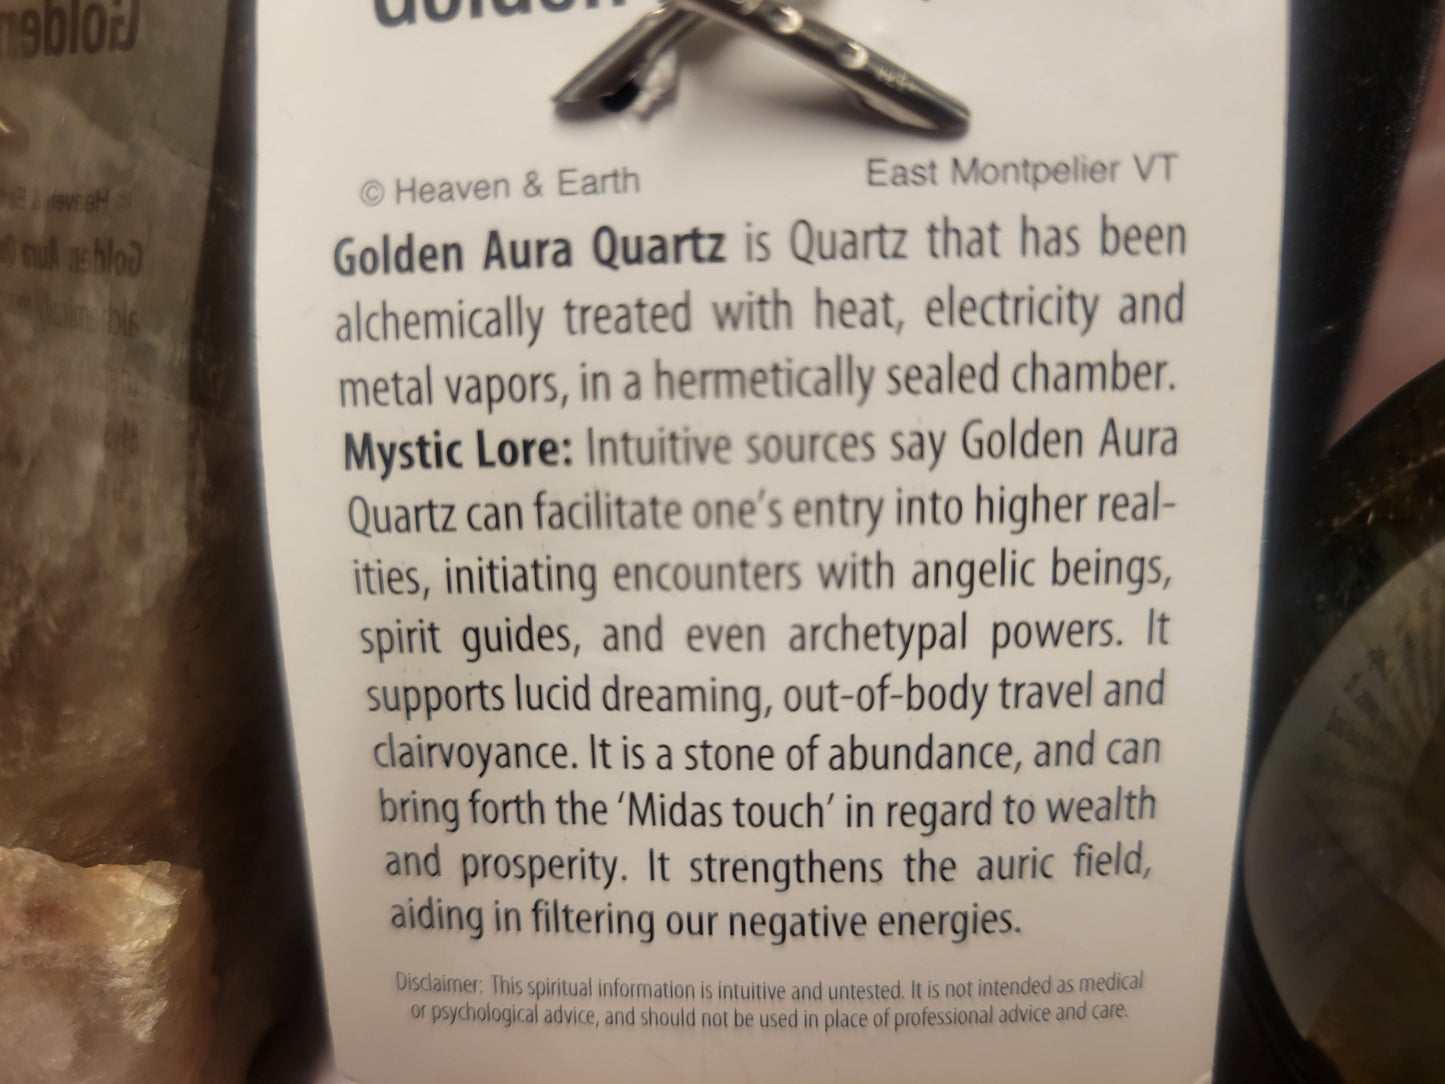 Golden
© Heaven & Earth East Montpelier VT
Golden Aura Quartz is Quartz that has been
alchemically treated with heat, electricity and
metal vapors, in a hermetically sealed chamber.
Mystic Lore: Intuitive sources say Golden Aura
Quartz can facilitate one's entry into higher real-
ities, initiating encounters with angelic beings,
spirit guides, and even archetypal powers. It
supports lucid dreaming, out-of-body travel and
clairvoyance. It is a stone of abundance, and can
bring forth the ‘Midas touch’ in regard to wealth
and prosperity. It strengthens the auric field,
aiding in filtering our negative energies.
Disclaimer: This spiritual information is intuitive and untested. It is not intended as medical
or psychological advice, and should not be used in place of professional advice and care.